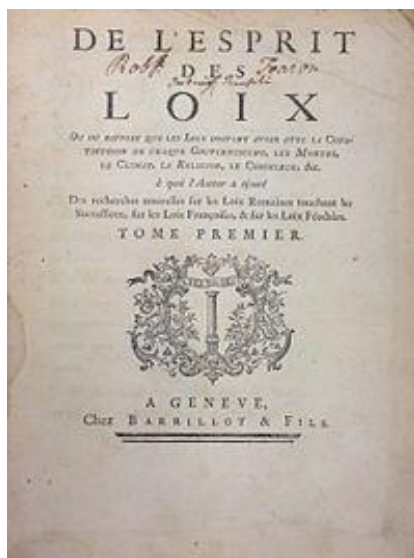 DE L'ESPRIT
DES
LOIX
OU DU RAPPORT QUE LES LOIX DOIVENT AVOIR AVEC LA CONS-
TITUTION DE CHAQUE GOUVERNEMENT, LES MOEURS,
LE CLIMAT, LA RELIGION, LE COMMERCE, &c.
à quoi l'Auteur a ajouté
Des recherches nouvelles sur les Loix Romaines touchant les
Successions, sur les Loix Françoises, & sur les Loix Féodales.
TOME PREMIER.
A GENEVE,
Chez BARRILLOT & FILS.